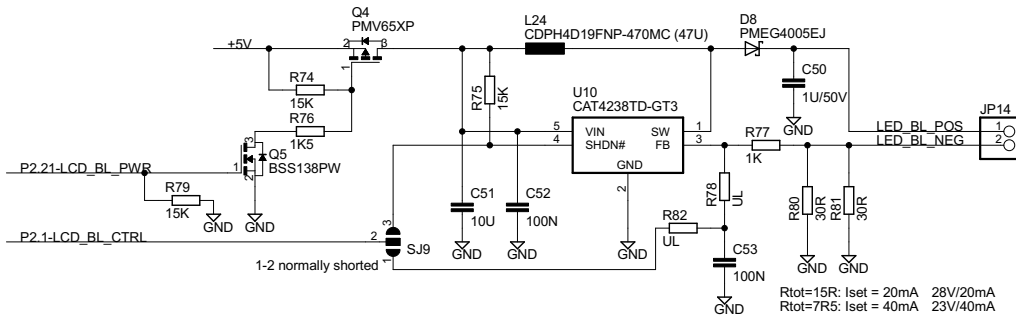 Q4
PMV65XP
+5V
2
3
1
R74
15K
R76
1K5
3
1
2
Q5
BSS138PW
P2.21-LCD_BL_PWR
R79
15K
GND
GND
P2.1-LCD_BL_CTRL
3
2
1
SJ9
1-2 normally shorted
R75
15K
L24
CDPH4D19FNP-470MC (47U)
U10
CAT4238TD-GT3
5
VIN
4
SHDN#
SW
1
FB
3
GND
2
GND
C51
10U
GND
C52
100N
GND
D8
PMEG4005EJ
C50
1U/50V
GND
R77
1K
R78
UL
R82
UL
C53
100N
GND
R80
30R
GND
R81
30R
GND
LED_BL_POS
LED_BL_NEG
JP14
1
2
Rtot=15R: Iset = 20mA 28V/20mA
Rtot=7R5: Iset = 40mA 23V/40mA